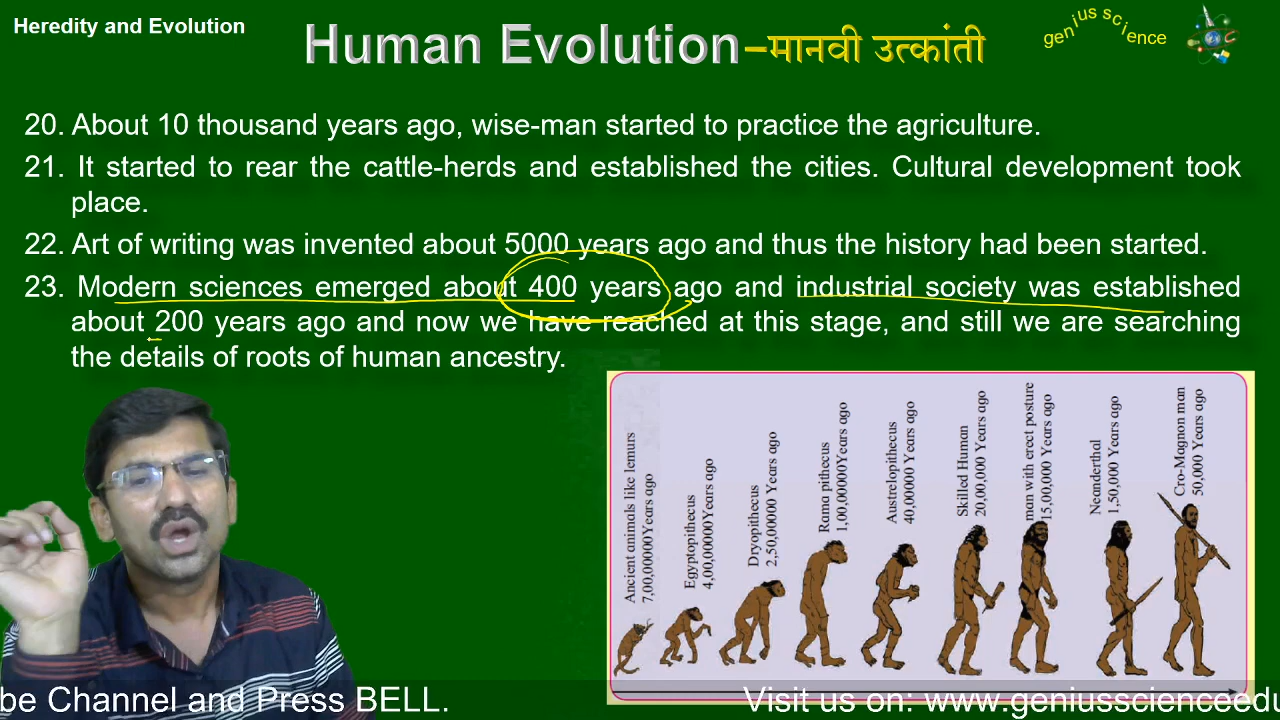 Heredity and Evolution
Human Evolution–मानवी उत्कांती
genius science
20. About 10 thousand years ago, wise-man started to practice the agriculture.
21. It started to rear the cattle-herds and established the cities. Cultural development took
place.
22. Art of writing was invented about 5000 years ago and thus the history had been started.
23. Modern sciences emerged about 400 years ago and industrial society was established
about 200 years ago and now we have reached at this stage, and still we are searching
the details of roots of human ancestry.
Ancient animals like lemurs
7,00,00000Years ago
Egyptopithecus
4,00,00000Years ago
Dryopithecus
2,50,00000 Years ago
Rama pithecus
1,00,00000Years ago
Austrelopithecus
40,00000 Years ago
Skilled Human
20,00,000 Years ago
man with erect posture
15,00,000 Years ago
Neanderthal
1,50,000 Years ago
Cro-Magnon man
50,000 Years ago
be Channel and Press BELL.
Visit us on: www.geniusscienceedu